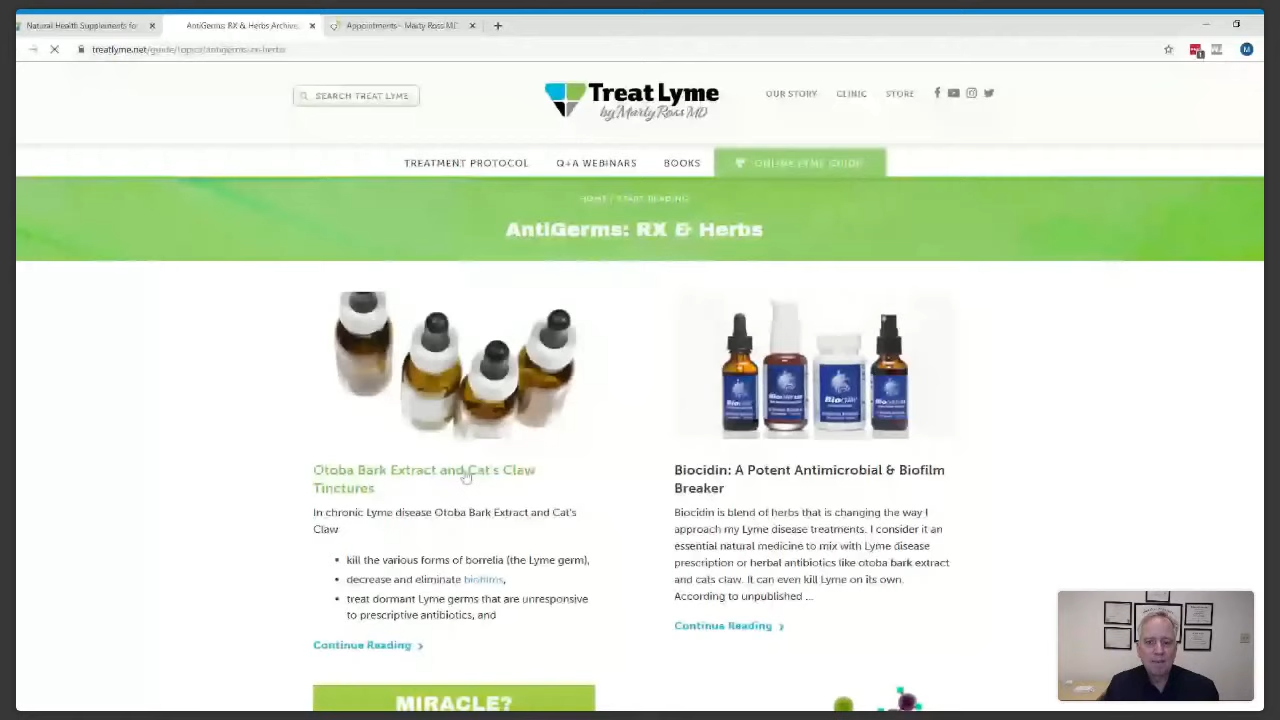 Natural Health Supplements for
AntiGerms: RX & Herbs Archive
Appointments - Marty Ross MD
treatlyme.net/guide/topical/antigerms-rx-herbs
SEARCH TREAT LYME
Treat Lyme
by Marty Ross MD
OUR STORY
CLINIC
STORE
TREATMENT PROTOCOL
Q+A WEBINARS
BOOKS
ONLINE LYME GUIDE
HOME / START READING
AntiGerms: RX & Herbs
Otoba Bark Extract and Cat's Claw
Tinctures
In chronic Lyme disease Otoba Bark Extract and Cat's
Claw
• kill the various forms of borrelia (the Lyme germ),
• decrease and eliminate biofilms,
• treat dormant Lyme germs that are unresponsive
to prescriptive antibiotics, and
Continue Reading
Biocidin: A Potent Antimicrobial & Biofilm
Breaker
Biocidin is blend of herbs that is changing the way I
approach my Lyme disease treatments. I consider it an
essential natural medicine to mix with Lyme disease
prescription or herbal antibiotics like otoba bark extract
and cats claw. It can even kill Lyme on its own.
According to unpublished ...
Continue Reading
MIRACLE?